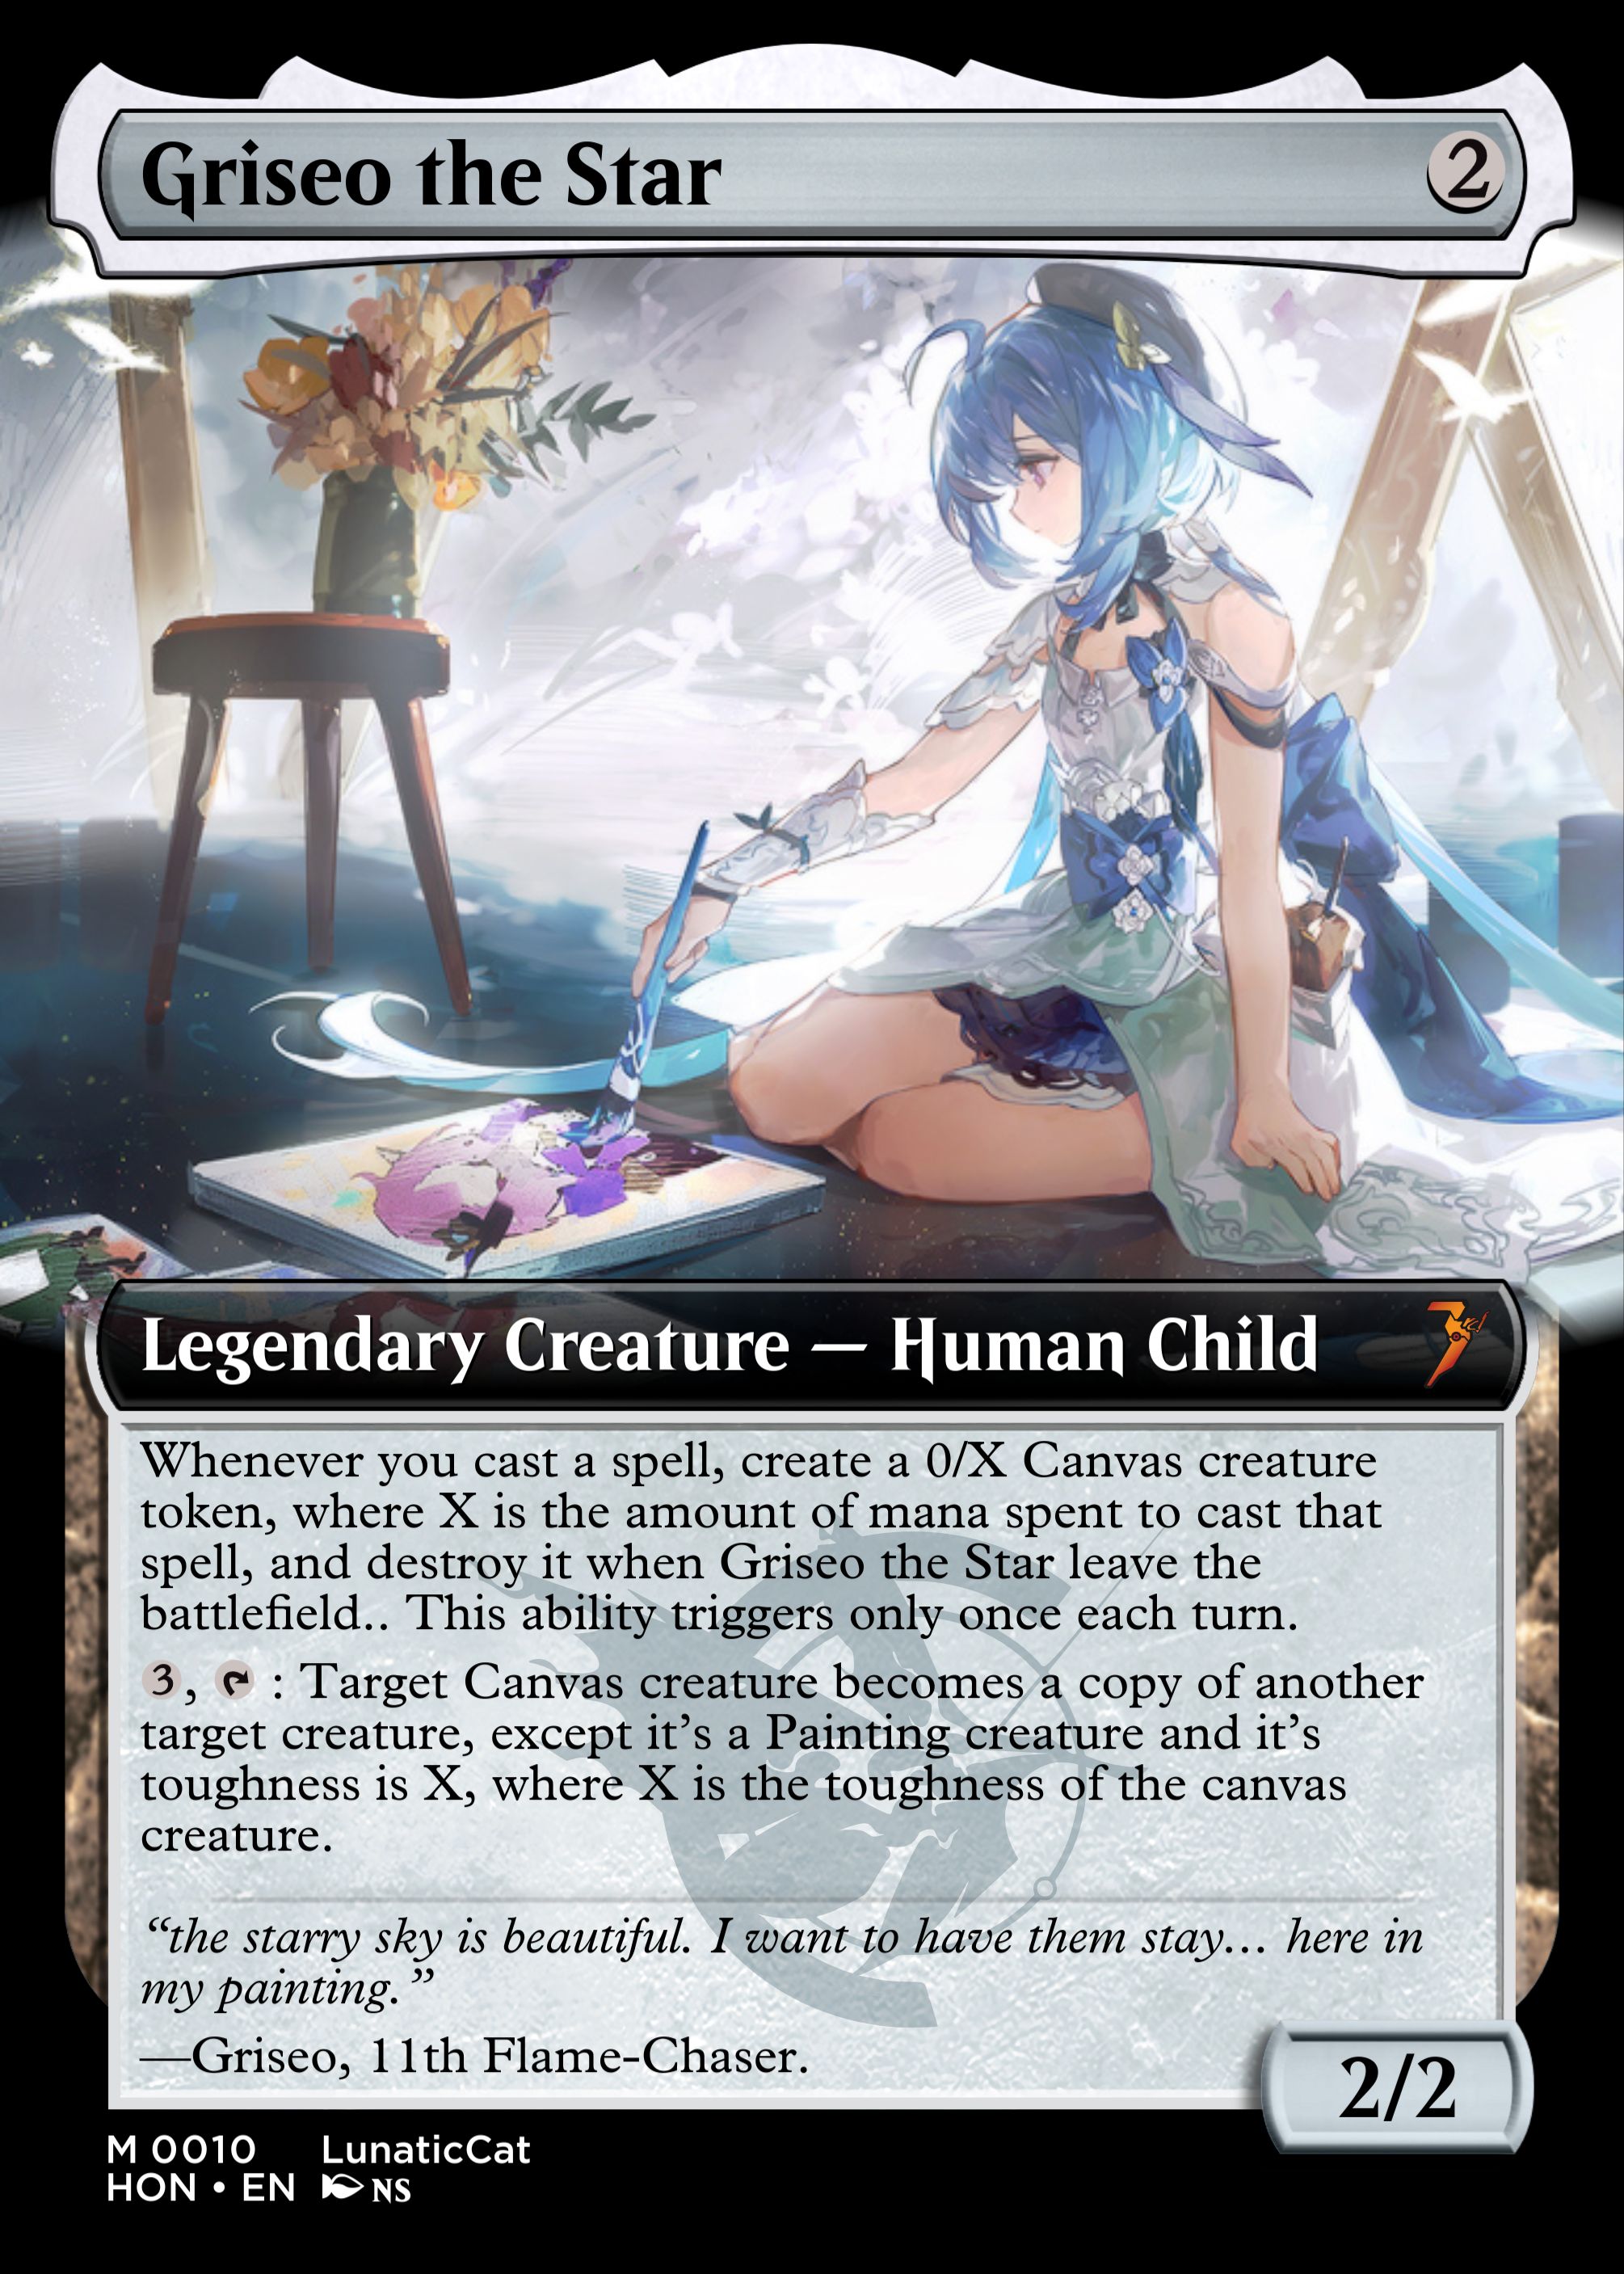 Griseo the Star
2
Legendary Creature — Human Child
Whenever you cast a spell, create a 0/X Canvas creature
token, where X is the amount of mana spent to cast that
spell, and destroy it when Griseo the Star leave the
battlefield.. This ability triggers only once each turn.
3, : Target Canvas creature becomes a copy of another
target creature, except it's a Painting creature and it's
toughness is X, where X is the toughness of the canvas
creature.
“the starry sky is beautiful. I want to have them stay… here in
my painting.”
—Griseo, 11th Flame-Chaser.
2/2
M 0010 LunaticCat
HON • EN NS